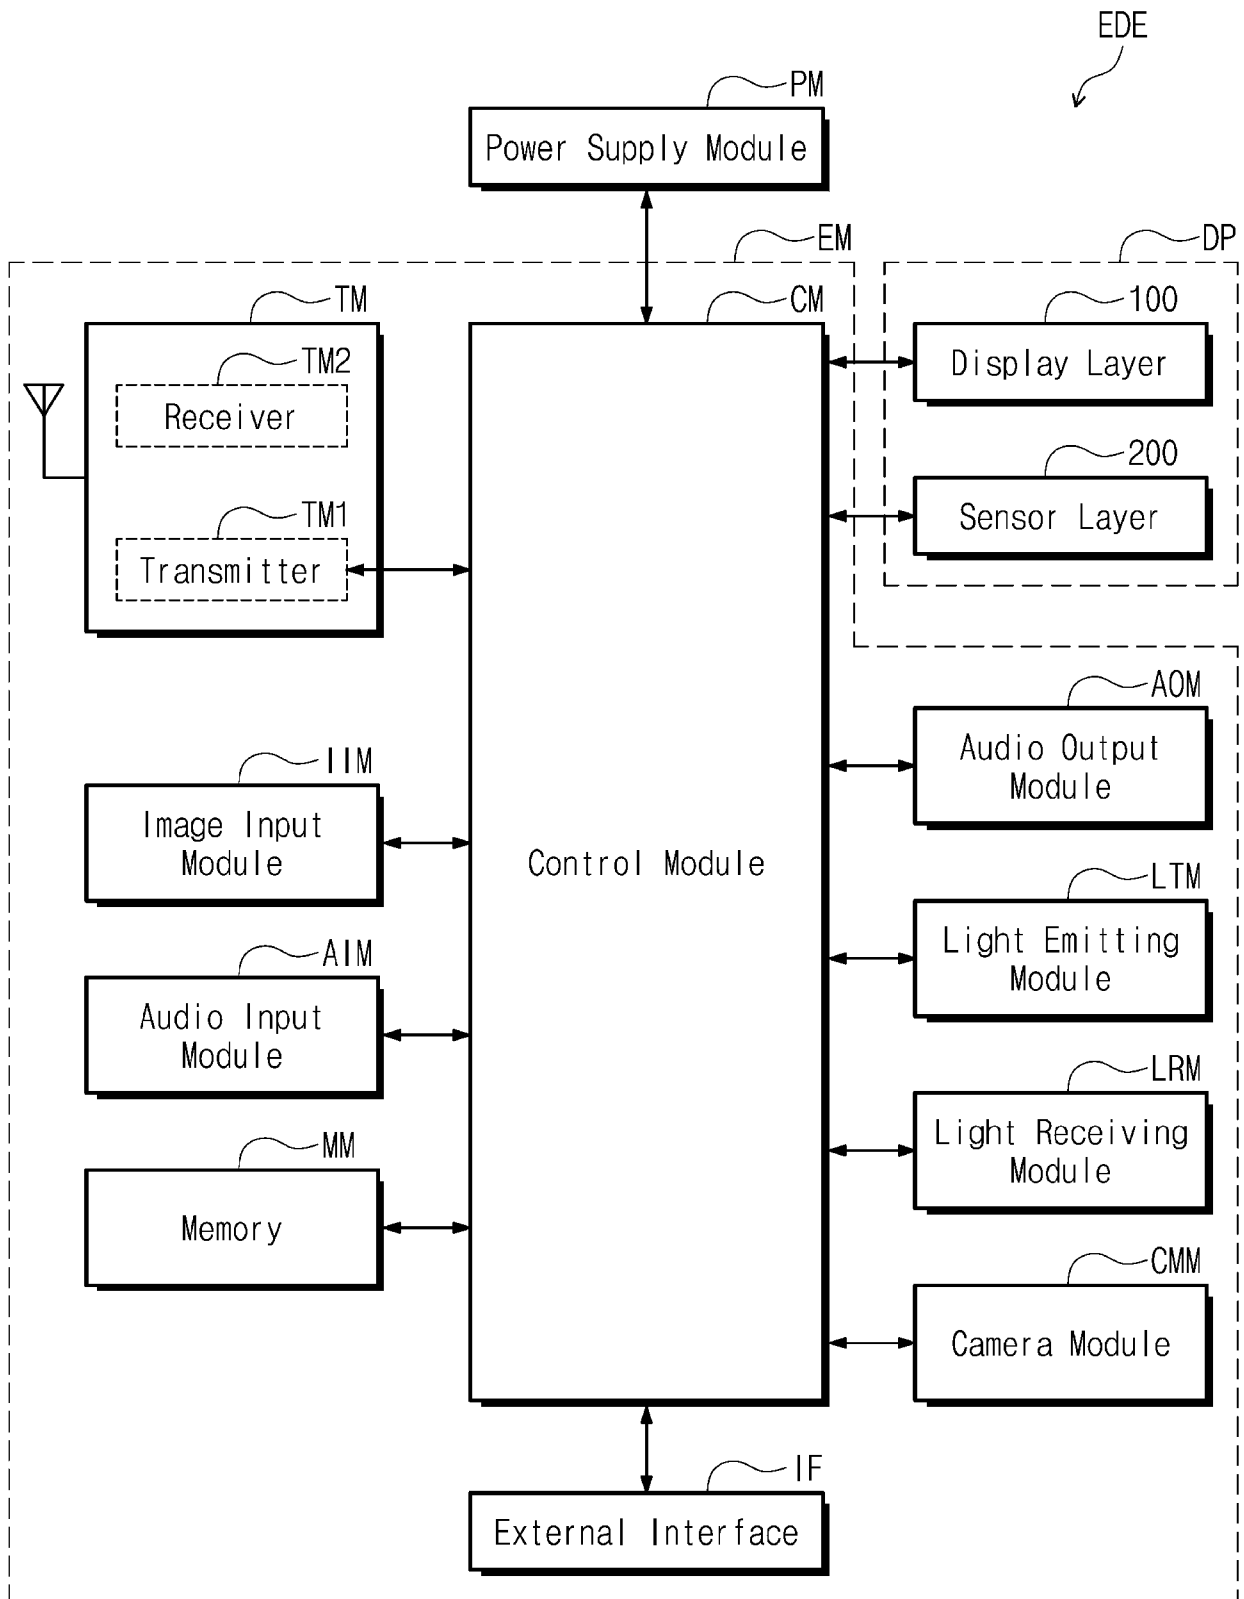 EDE
PM
Power Supply Module
EM
DP
TM
CM
100
Display Layer
TM2
Receiver
200
Sensor Layer
TM1
Transmitter
AOM
Audio Output
Module
IIM
Image Input
Module
Control Module
LTM
Light Emitting
Module
AIM
Audio Input
Module
LRM
Light Receiving
Module
MM
Memory
CMM
Camera Module
IF
External Interface